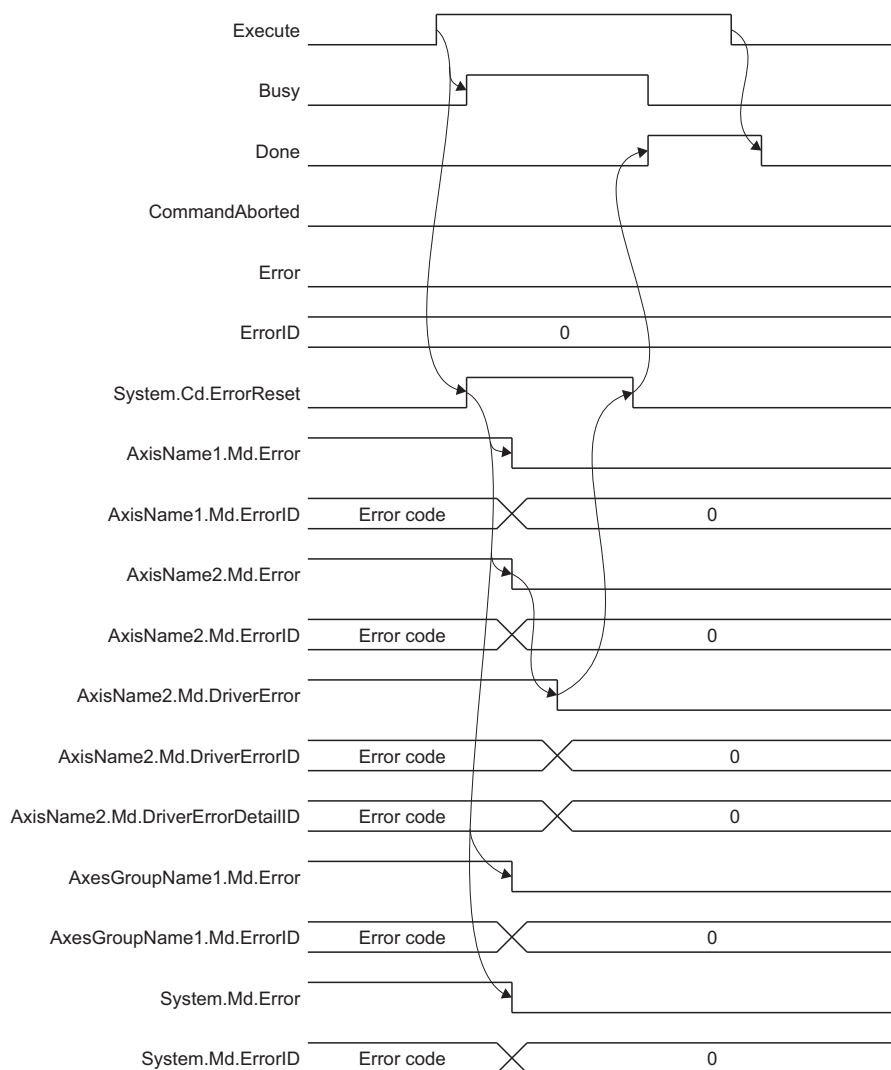 Execute
Busy
Done
CommandAborted
Error
ErrorID 0
System.Cd.ErrorReset
AxisName1.Md.Error
AxisName1.Md.ErrorID Error code 0
AxisName2.Md.Error
AxisName2.Md.ErrorID Error code 0
AxisName2.Md.DriverError
AxisName2.Md.DriverErrorID Error code 0
AxisName2.Md.DriverErrorDetailID Error code 0
AxesGroupName1.Md.Error
AxesGroupName1.Md.ErrorID Error code 0
System.Md.Error
System.Md.ErrorID Error code 0